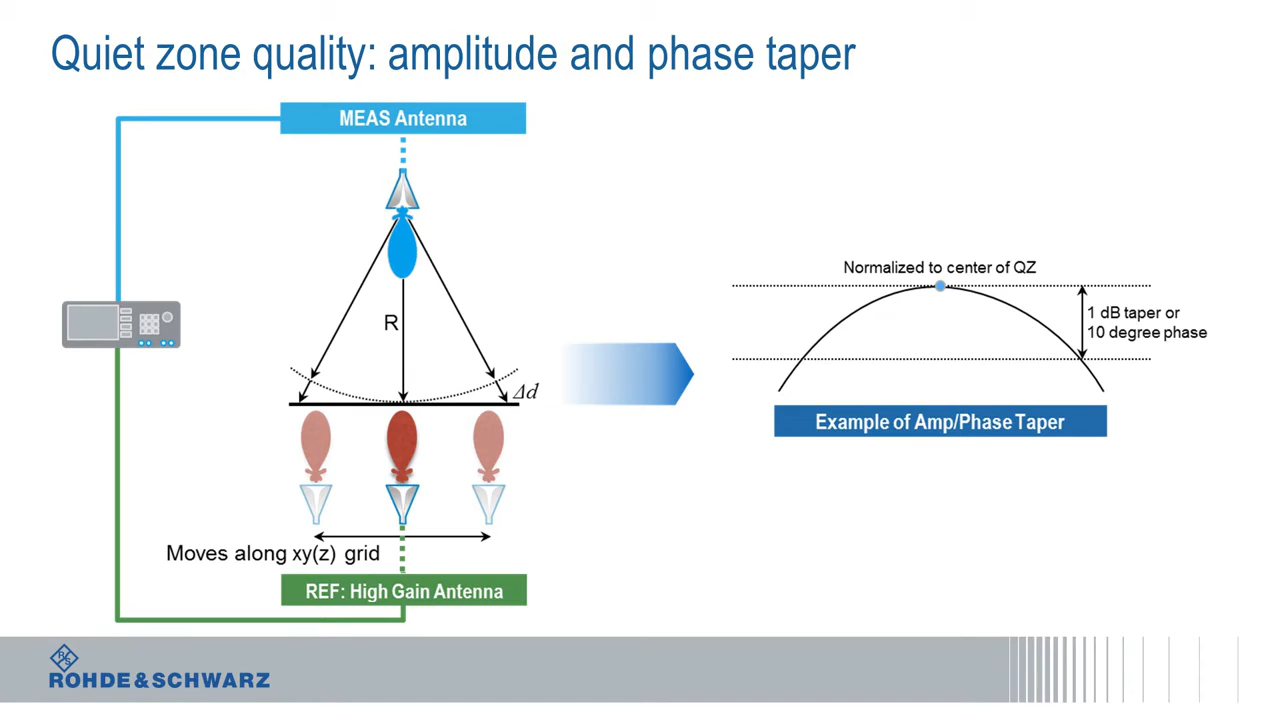 Quiet zone quality: amplitude and phase taper
MEAS Antenna
R
Δd
Moves along xy(z) grid
REF: High Gain Antenna
Normalized to center of QZ
1 dB taper or
10 degree phase
Example of Amp/Phase Taper
R
S
ROHDE & SCHWARZ